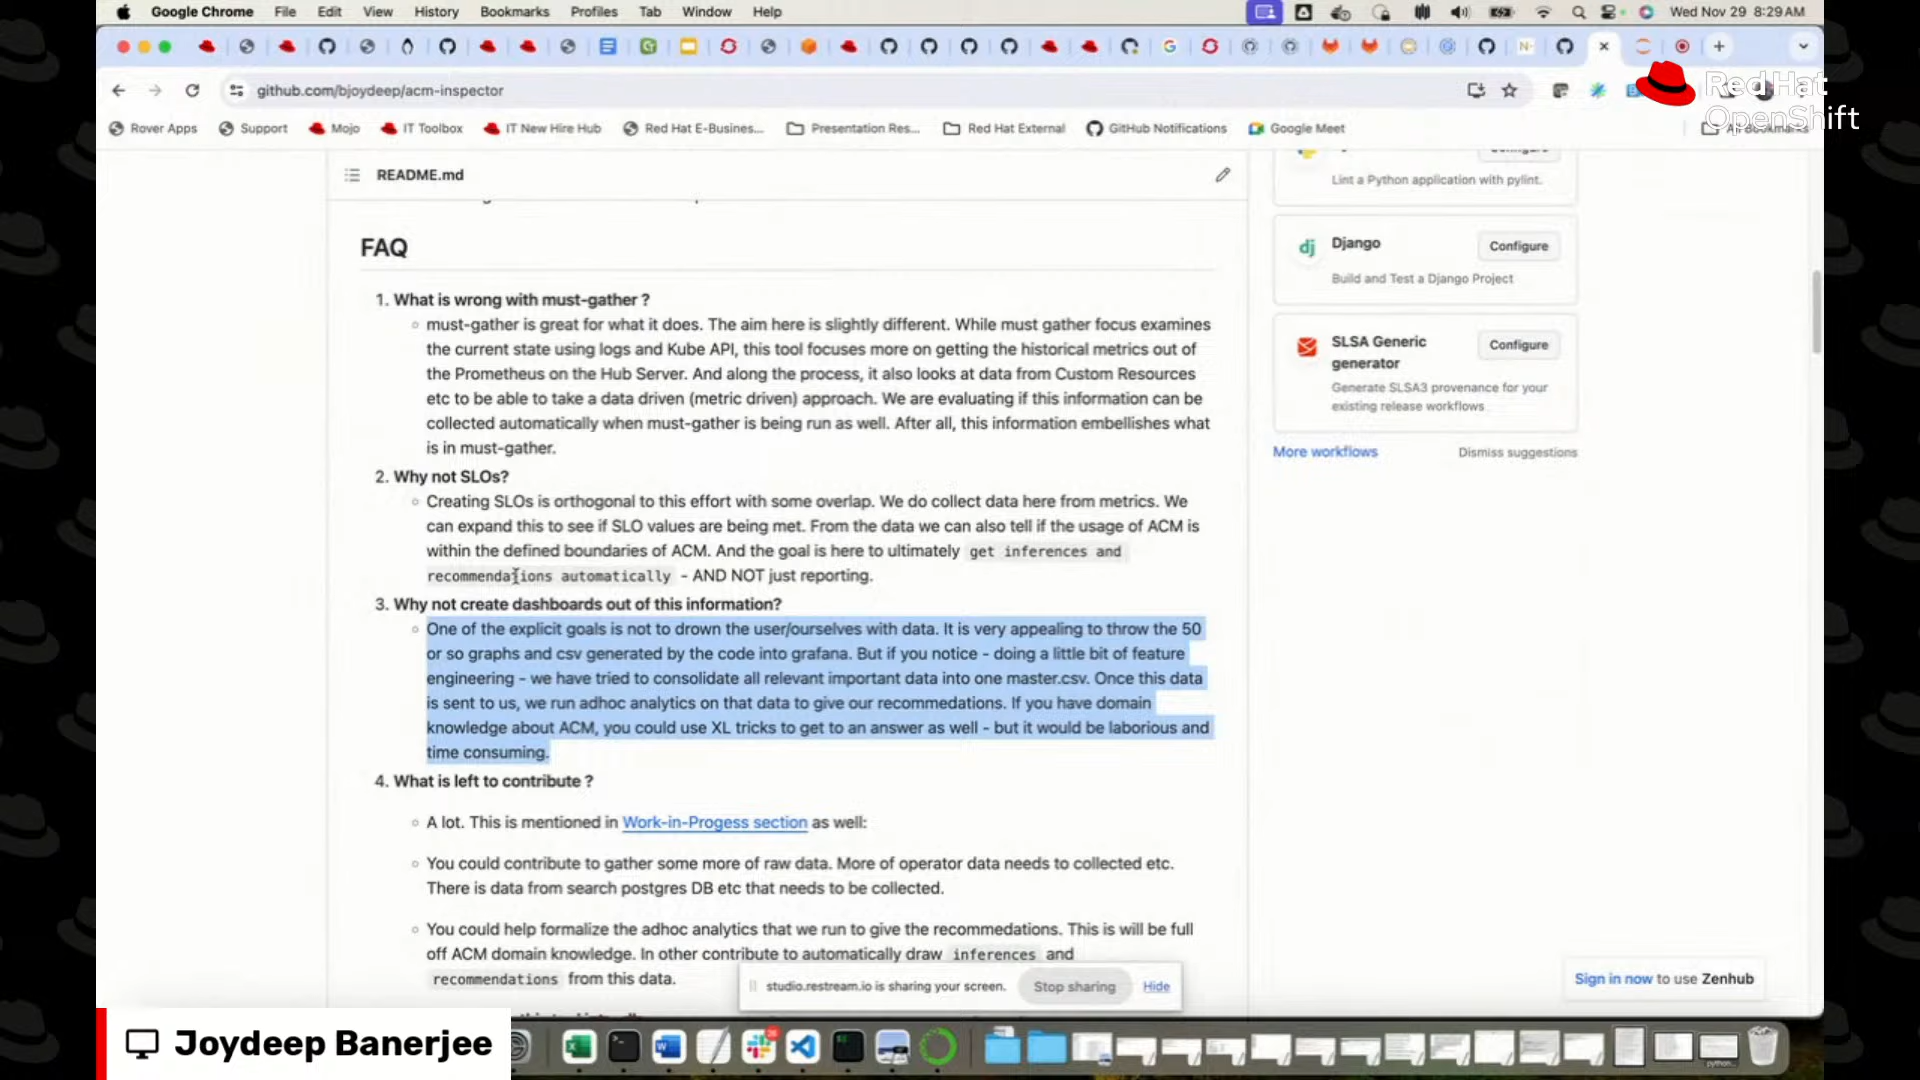 Google Chrome File Edit View History Bookmarks Profiles Tab Window Help
Wed Nov 29 8:29 AM
github.com/bjoydeep/acm-inspector
Red Hat
OpenShift
Rover Apps Support Mojo IT Toolbox IT New Hire Hub Red Hat E-Busines... Presentation Res... Red Hat External GitHub Notifications Google Meet All Bookmarks
README.md
FAQ
1. What is wrong with must-gather ?
must-gather is great for what it does. The aim here is slightly different. While must gather focus examines
the current state using logs and Kube API, this tool focuses more on getting the historical metrics out of
the Prometheus on the Hub Server. And along the process, it also looks at data from Custom Resources
etc to be able to take a data driven (metric driven) approach. We are evaluating if this information can be
collected automatically when must-gather is being run as well. After all, this information embellishes what
is in must-gather.
2. Why not SLOs?
Creating SLOs is orthogonal to this effort with some overlap. We do collect data here from metrics. We
can expand this to see if SLO values are being met. From the data we can also tell if the usage of ACM is
within the defined boundaries of ACM. And the goal is here to ultimately get inferences and
recommendations automatically - AND NOT just reporting.
3. Why not create dashboards out of this information?
One of the explicit goals is not to drown the user/ourselves with data. It is very appealing to throw the 50
or so graphs and csv generated by the code into grafana. But if you notice - doing a little bit of feature
engineering - we have tried to consolidate all relevant important data into one master.csv. Once this data
is sent to us, we run adhoc analytics on that data to give our recommedations. If you have domain
knowledge about ACM, you could use XL tricks to get to an answer as well - but it would be laborious and
time consuming.
4. What is left to contribute ?
A lot. This is mentioned in Work-in-Progess section as well:
You could contribute to gather some more of raw data. More of operator data needs to collected etc.
There is data from search postgres DB etc that needs to be collected.
You could help formalize the adhoc analytics that we run to give the recommedations. This is will be full
off ACM domain knowledge. In other contribute to automatically draw inferences and
recommendations from this data.
Configure
Lint a Python application with pylint.
Django
Configure
Build and Test a Django Project
SLSA Generic
generator
Configure
Generate SLSA3 provenance for your
existing release workflows
More workflows Dismiss suggestions
Sign in now to use Zenhub
studio.restream.io is sharing your screen. Stop sharing Hide
Joydeep Banerjee